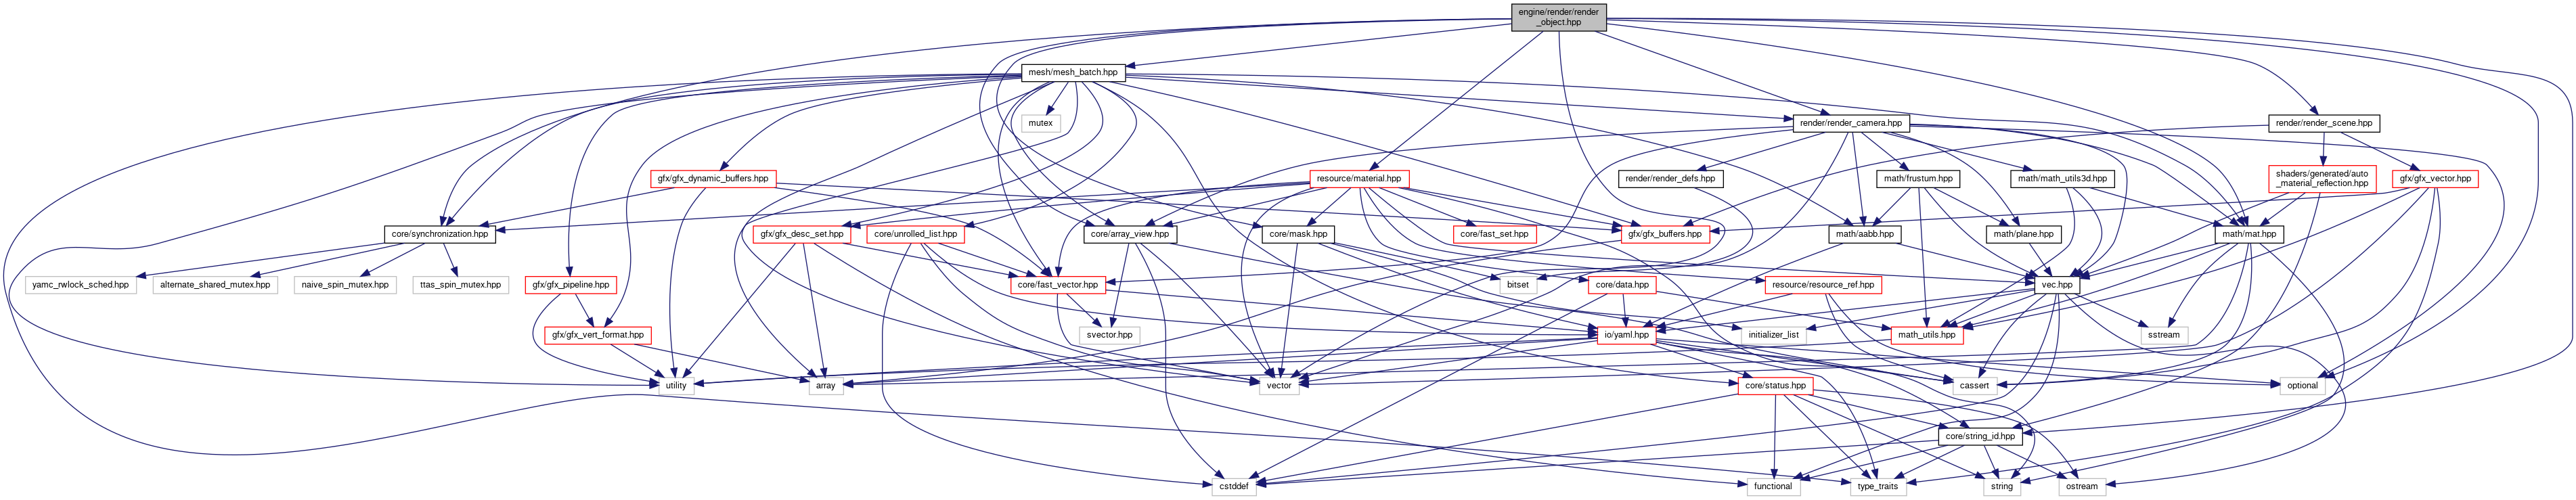 engine/render/render
_object.hpp
mesh/mesh_batch.hpp
mutex
render/render_camera.hpp
render/render_scene.hpp
gfx/gfx_dynamic_buffers.hpp
resource/material.hpp
render/render_defs.hpp
math/frustum.hpp
math/math_utils3d.hpp
shaders/generated/auto
_material_reflection.hpp
gfx/gfx_vector.hpp
core/synchronization.hpp
gfx/gfx_desc_set.hpp
core/unrolled_list.hpp
core/array_view.hpp
core/fast_set.hpp
core/mask.hpp
gfx/gfx_buffers.hpp
math/aabb.hpp
math/plane.hpp
math/mat.hpp
yamc_rwlock_sched.hpp
alternate_shared_mutex.hpp
naive_spin_mutex.hpp
ttas_spin_mutex.hpp
gfx/gfx_pipeline.hpp
core/fast_vector.hpp
bitset
core/data.hpp
resource/resource_ref.hpp
vec.hpp
gfx/gfx_vert_format.hpp
svector.hpp
io/yaml.hpp
initializer_list
math_utils.hpp
sstream
utility
array
vector
core/status.hpp
cassert
optional
core/string_id.hpp
cstddef
functional
type_traits
string
ostream